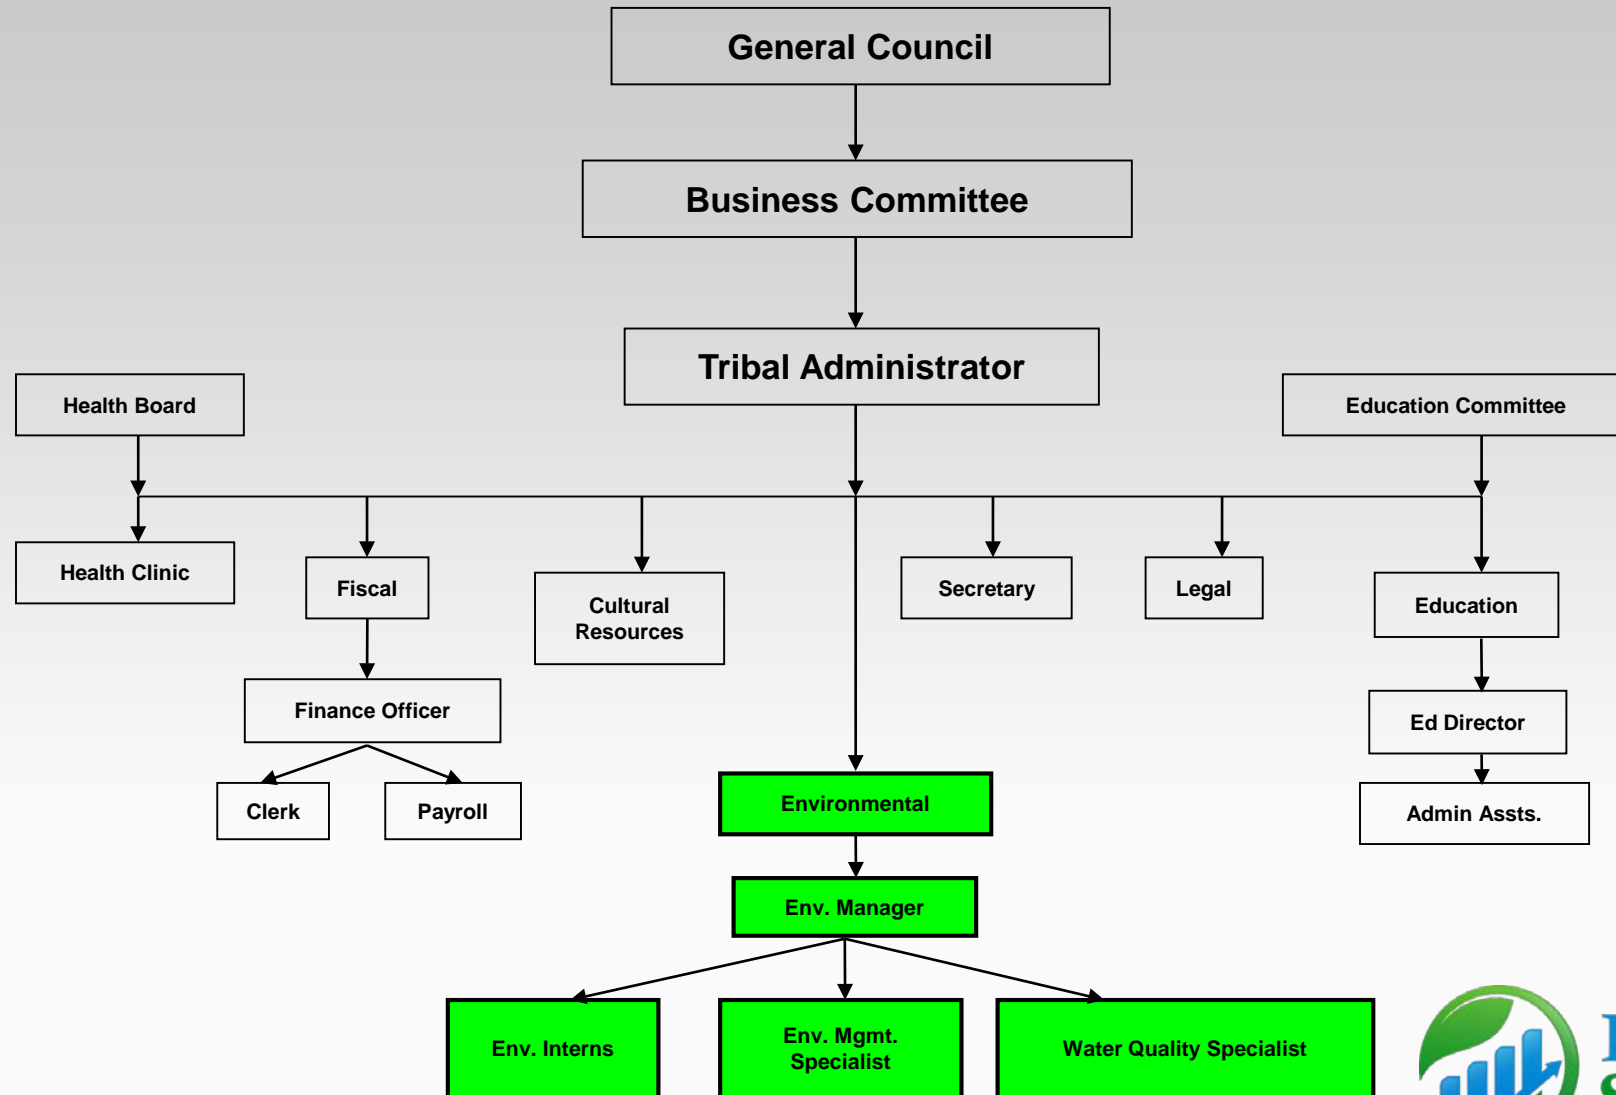 General Council
Business Committee
Tribal Administrator
Health Board
Education Committee
Health Clinic
Fiscal
Cultural
Resources
Secretary
Legal
Education
Finance Officer
Ed Director
Clerk
Payroll
Environmental
Admin Assts.
Env. Manager
Env. Interns
Env. Mgmt.
Specialist
Water Quality Specialist